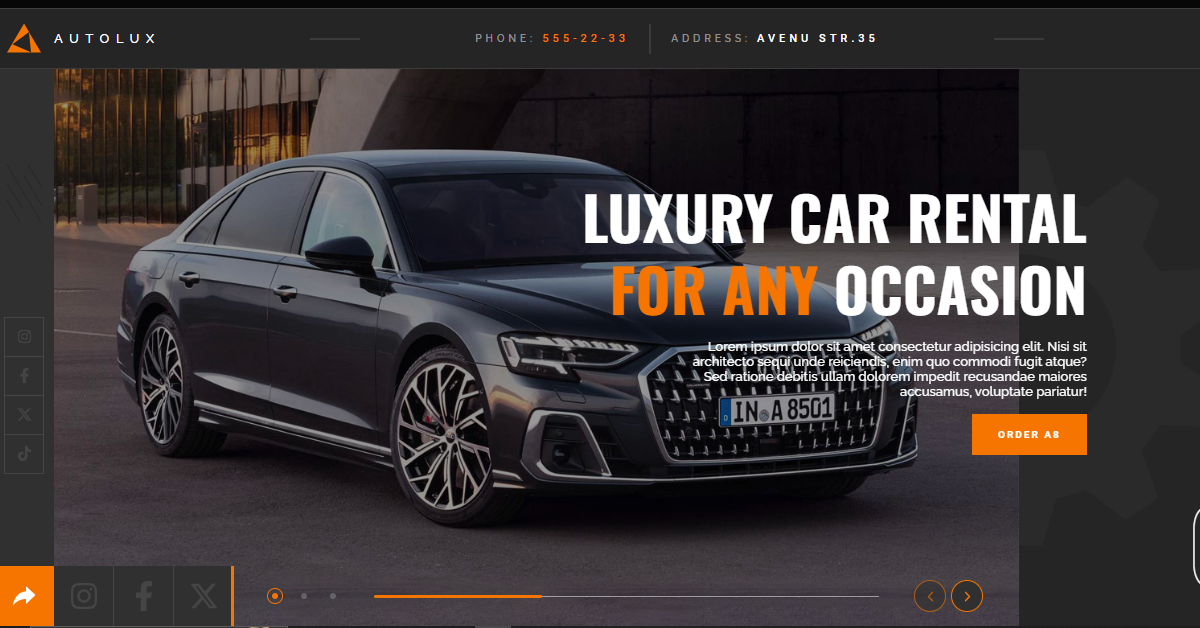 AUTOLUX
PHONE: 555-22-33
ADDRESS: AVENU STR.35
LUXURY CAR RENTAL
FOR ANY OCCASION
Lorem ipsum dolor sit amet consectetur adipisicing elit. Nisi sit
architecto sequi unde reiciendis, enim quo commodi fugit atque?
Sed ratione debitis ullam dolorem impedit recusandae maiores
accusamus, voluptate pariatur!
IN A 8501
ORDER A8